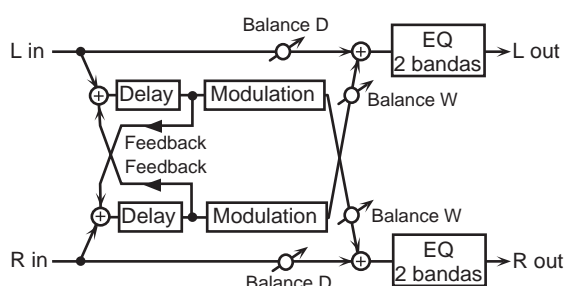 Balance D
L in
EQ
2 bandas
L out
Delay
Modulation
Balance W
Feedback
Feedback
Delay
Modulation
Balance W
R in
EQ
2 bandas
R out
Balance D